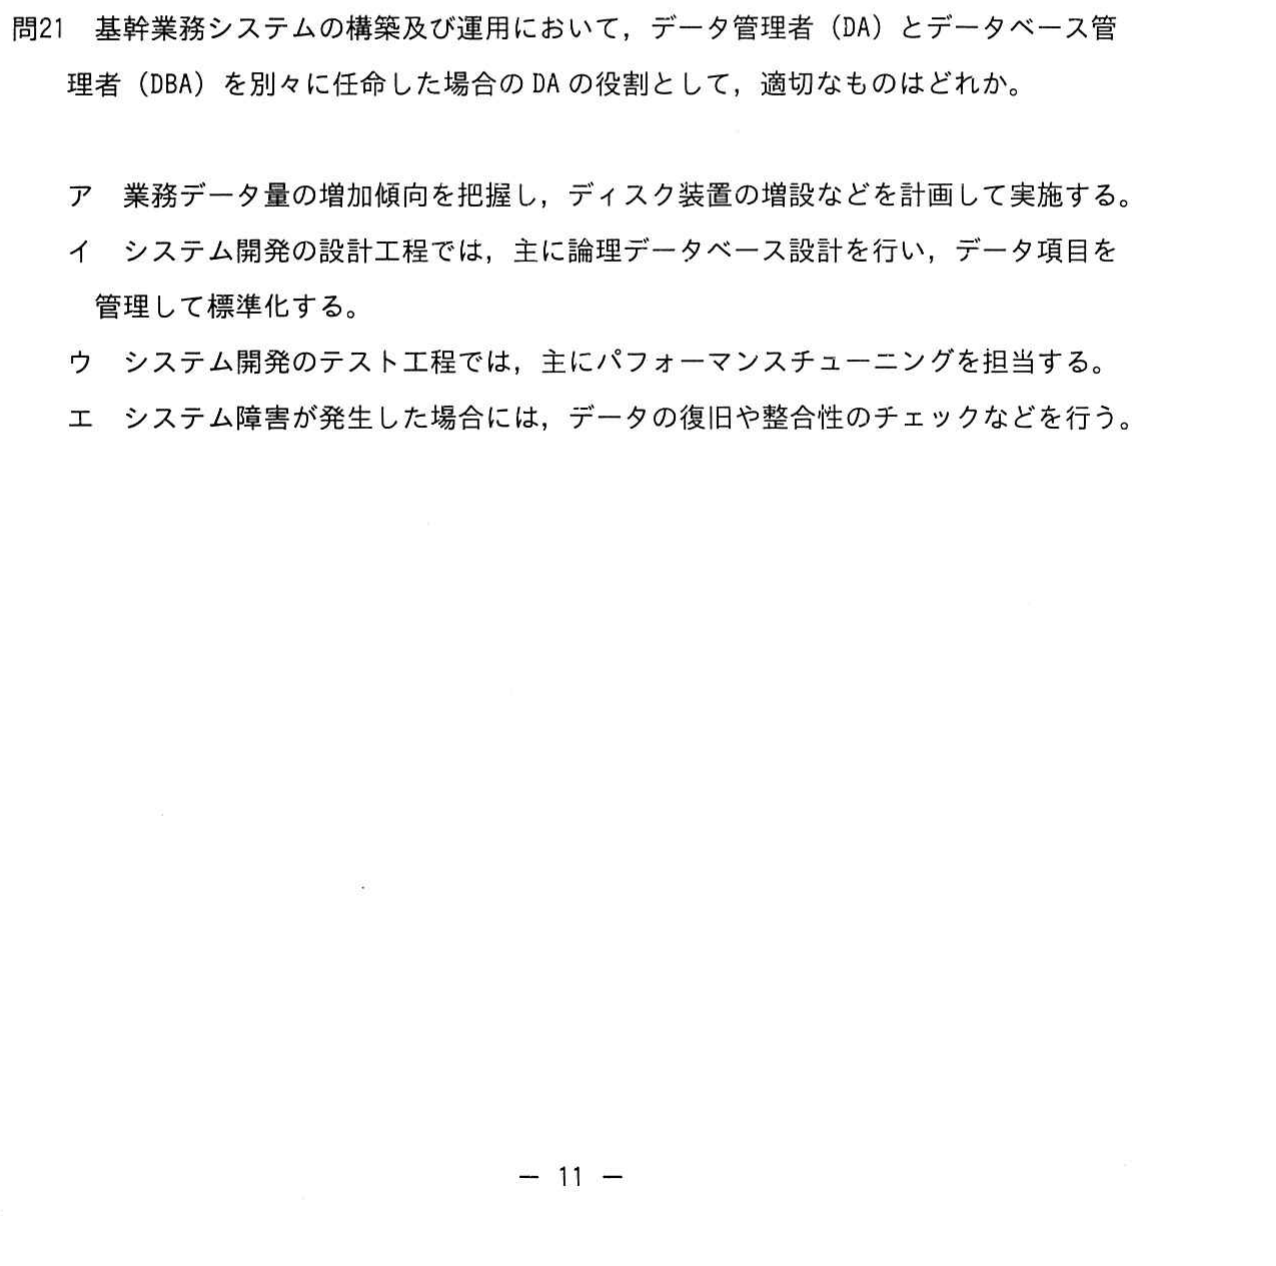 問21　基幹業務システムの構築及び運用において，データ管理者（DA）とデータベース管
理者（DBA）を別々に任命した場合の DA の役割として，適切なものはどれか。
ア　業務データ量の増加傾向を把握し，ディスク装置の増設などを計画して実施する。
イ　システム開発の設計工程では，主に論理データベース設計を行い，データ項目を
管理して標準化する。
ウ　システム開発のテスト工程では，主にパフォーマンスチューニングを担当する。
エ　システム障害が発生した場合には，データの復旧や整合性のチェックなどを行う。
－ 11 －